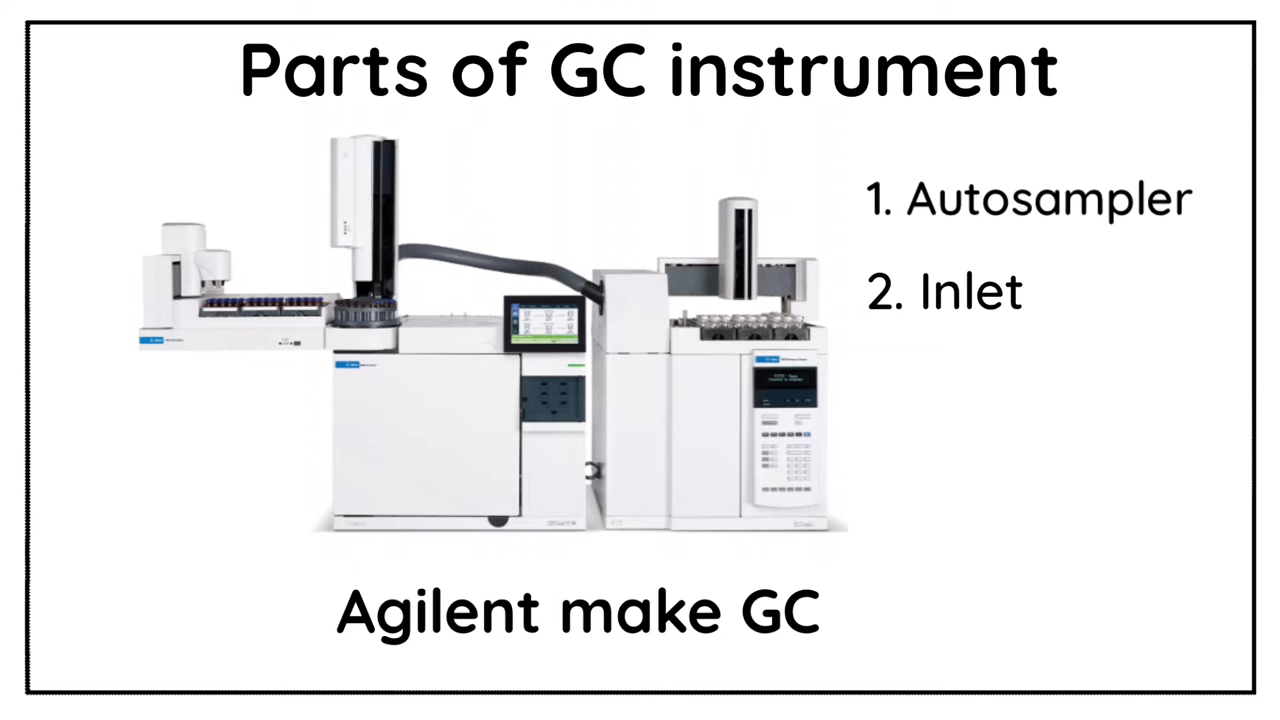 Parts of GC instrument
1. Autosampler
2. Inlet
Agilent make GC